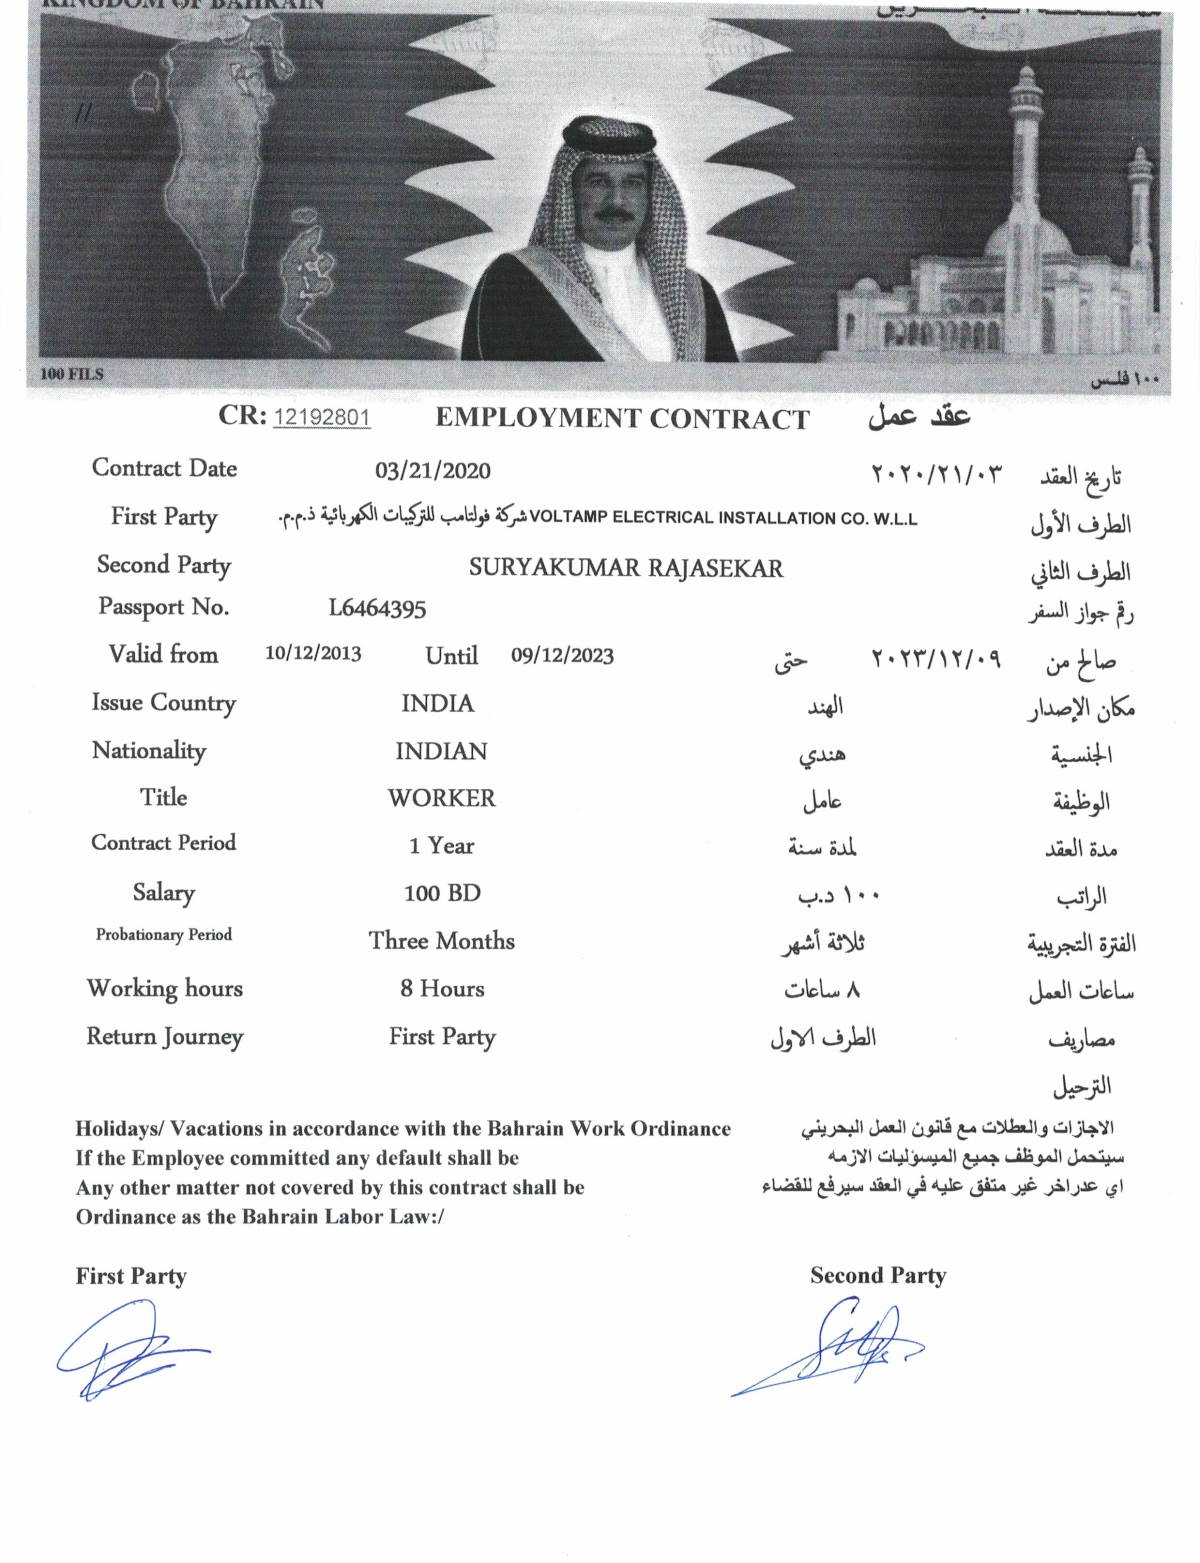 KINGDOM OF BAHRAIN
100 FILS ١٠٠ فلس
CR: 12192801 EMPLOYMENT CONTRACT عقد عمل
Contract Date 03/21/2020 ٢٠٢٠/٢١/٠٣ تاريخ العقد
First Party شركة فولتامب للتركيبات الكهربائية ذ.م.م. VOLTAMP ELECTRICAL INSTALLATION CO. W.L.L الطرف الأول
Second Party SURYAKUMAR RAJASEKAR الطرف الثاني
Passport No. L6464395 رقم جواز السفر
Valid from 10/12/2013 Until 09/12/2023 حتى ٢٠٢٣/١٢/٠٩ صالح من
Issue Country INDIA الهند مكان الإصدار
Nationality INDIAN هندي الجنسية
Title WORKER عامل الوظيفة
Contract Period 1 Year لمدة سنة مدة العقد
Salary 100 BD ١٠٠ د.ب الراتب
Probationary Period Three Months ثلاثة أشهر الفترة التجريبية
Working hours 8 Hours ٨ ساعات ساعات العمل
Return Journey First Party الطرف الاول مصاريف
الترحيل
Holidays/ Vacations in accordance with the Bahrain Work Ordinance الاجازات والعطلات مع قانون العمل البحريني
If the Employee committed any default shall be سيتحمل الموظف جميع الميسؤليات الازمه
Any other matter not covered by this contract shall be اي عدراخر غير متفق عليه في العقد سيرفع للقضاء
Ordinance as the Bahrain Labor Law:/
First Party Second Party